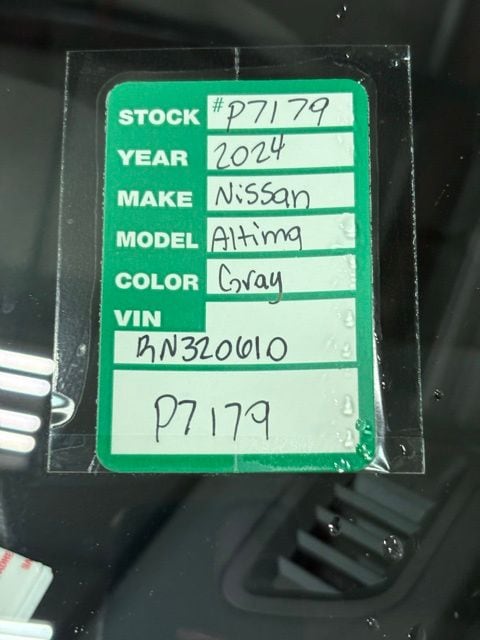 STOCK #P7179
YEAR 2024
MAKE Nissan
MODEL Altima
COLOR Gray
VIN
RN320610
P7179